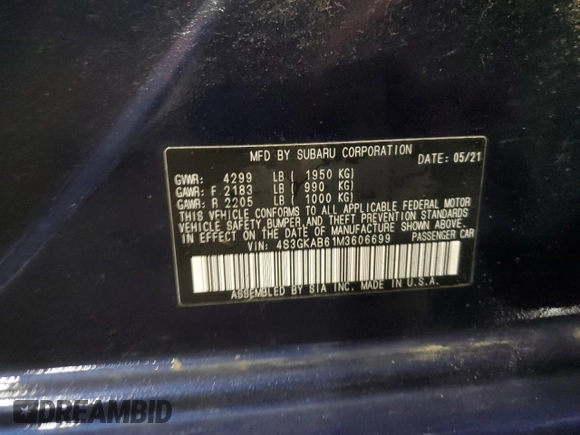 MFD BY SUBARU CORPORATION
DATE: 05/21
GVWR: 4299 LB ( 1950 KG)
GAWR: F 2183 LB ( 990 KG)
GAWR: R 2205 LB ( 1000 KG)
THIS VEHICLE CONFORMS TO ALL APPLICABLE FEDERAL MOTOR
VEHICLE SAFETY, BUMPER, AND THEFT PREVENTION STANDARDS
IN EFFECT ON THE DATE OF MANUFACTURE SHOWN ABOVE.
VIN: 4S3GKAB61M3606699 PASSENGER CAR
ASSEMBLED BY SIA INC. MADE IN U.S.A.
DREAMBID